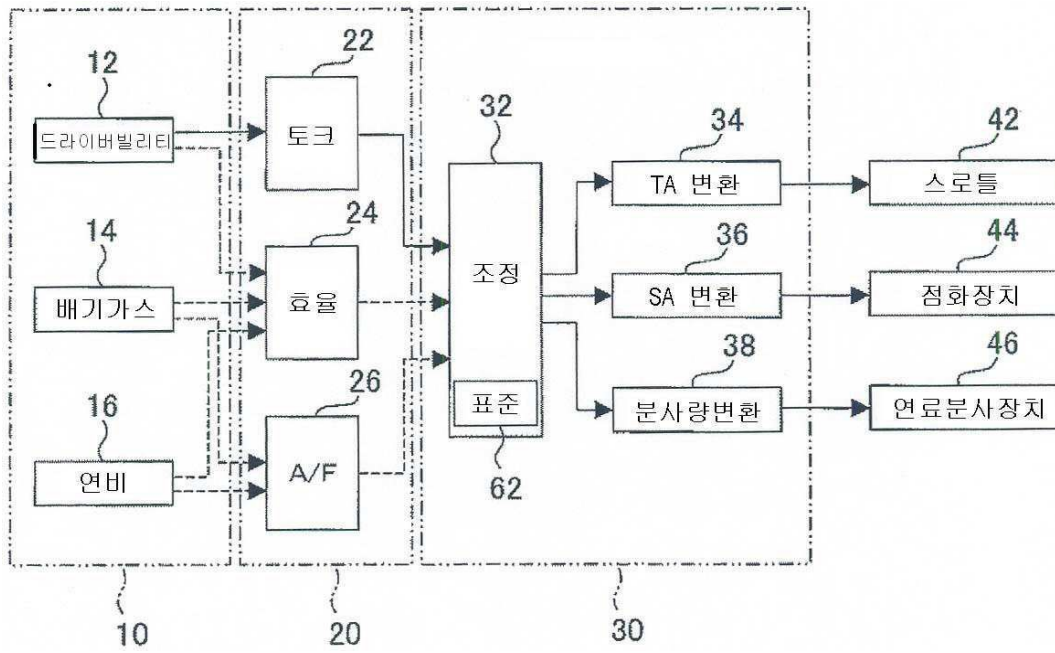 12
드라이버빌리티
14
배기가스
16
연비
10
22
토크
24
효율
26
A/F
20
32
조정
표준
62
34
TA 변환
36
SA 변환
38
분사량변환
30
42
스로틀
44
점화장치
46
연료분사장치